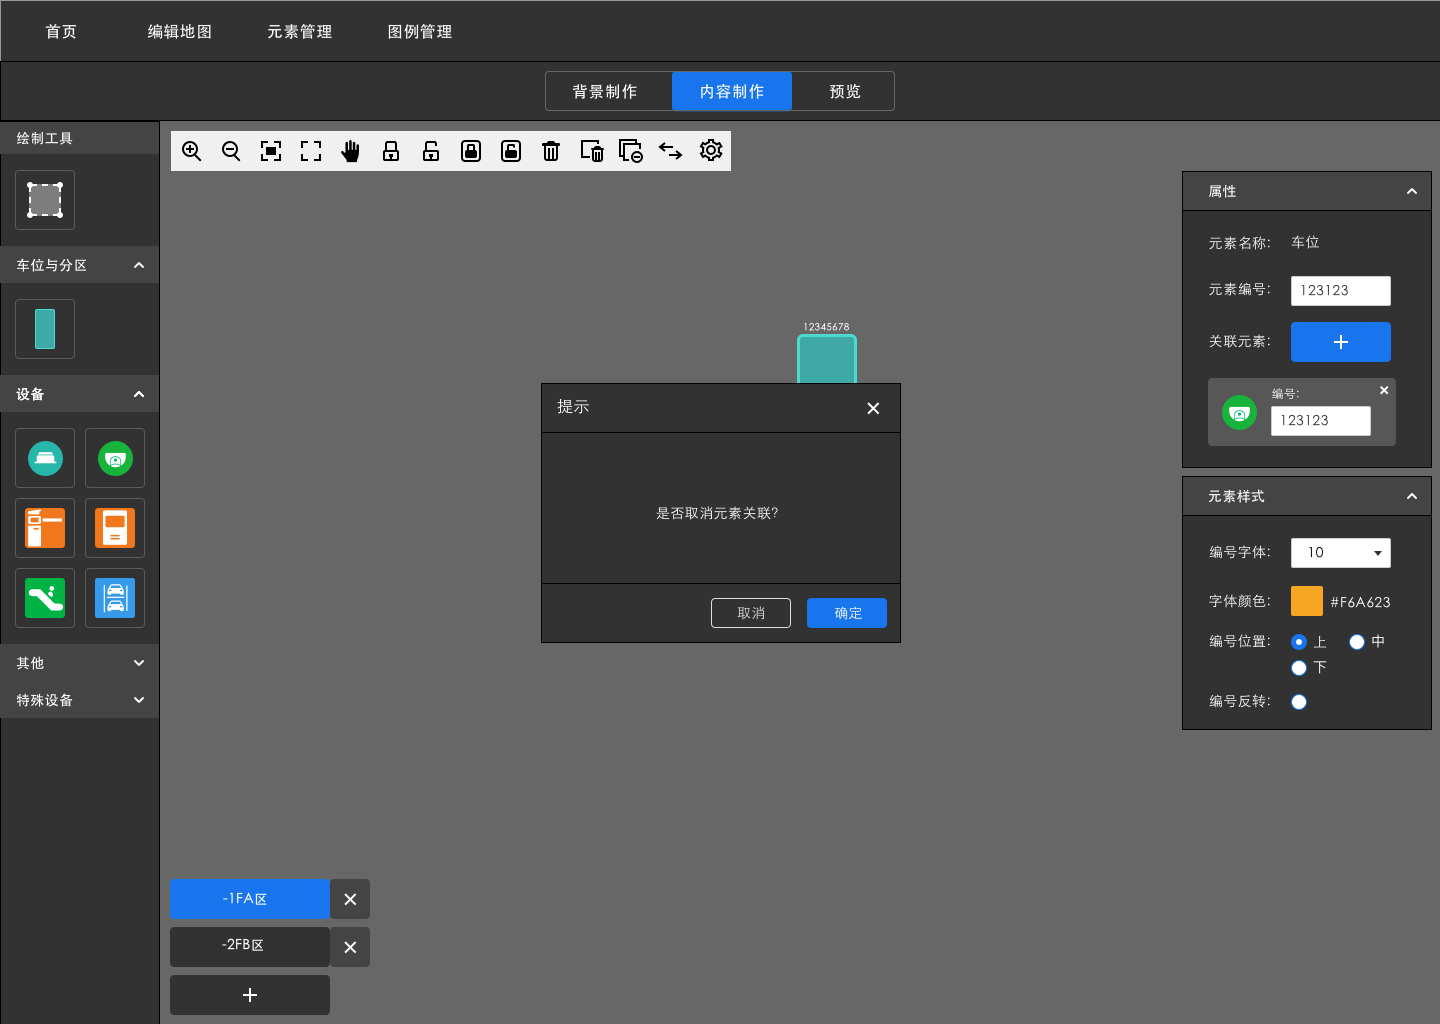 首页 编辑地图 元素管理 图例管理
背景制作 内容制作 预览
绘制工具
车位与分区
设备
其他
特殊设备
12345678
提示
是否取消元素关联?
取消 确定
属性
元素名称: 车位
元素编号: 123123
关联元素:
编号:
123123
元素样式
编号字体: 10
字体颜色: #F6A623
编号位置: 上 中
下
编号反转:
-1FA区
-2FB区